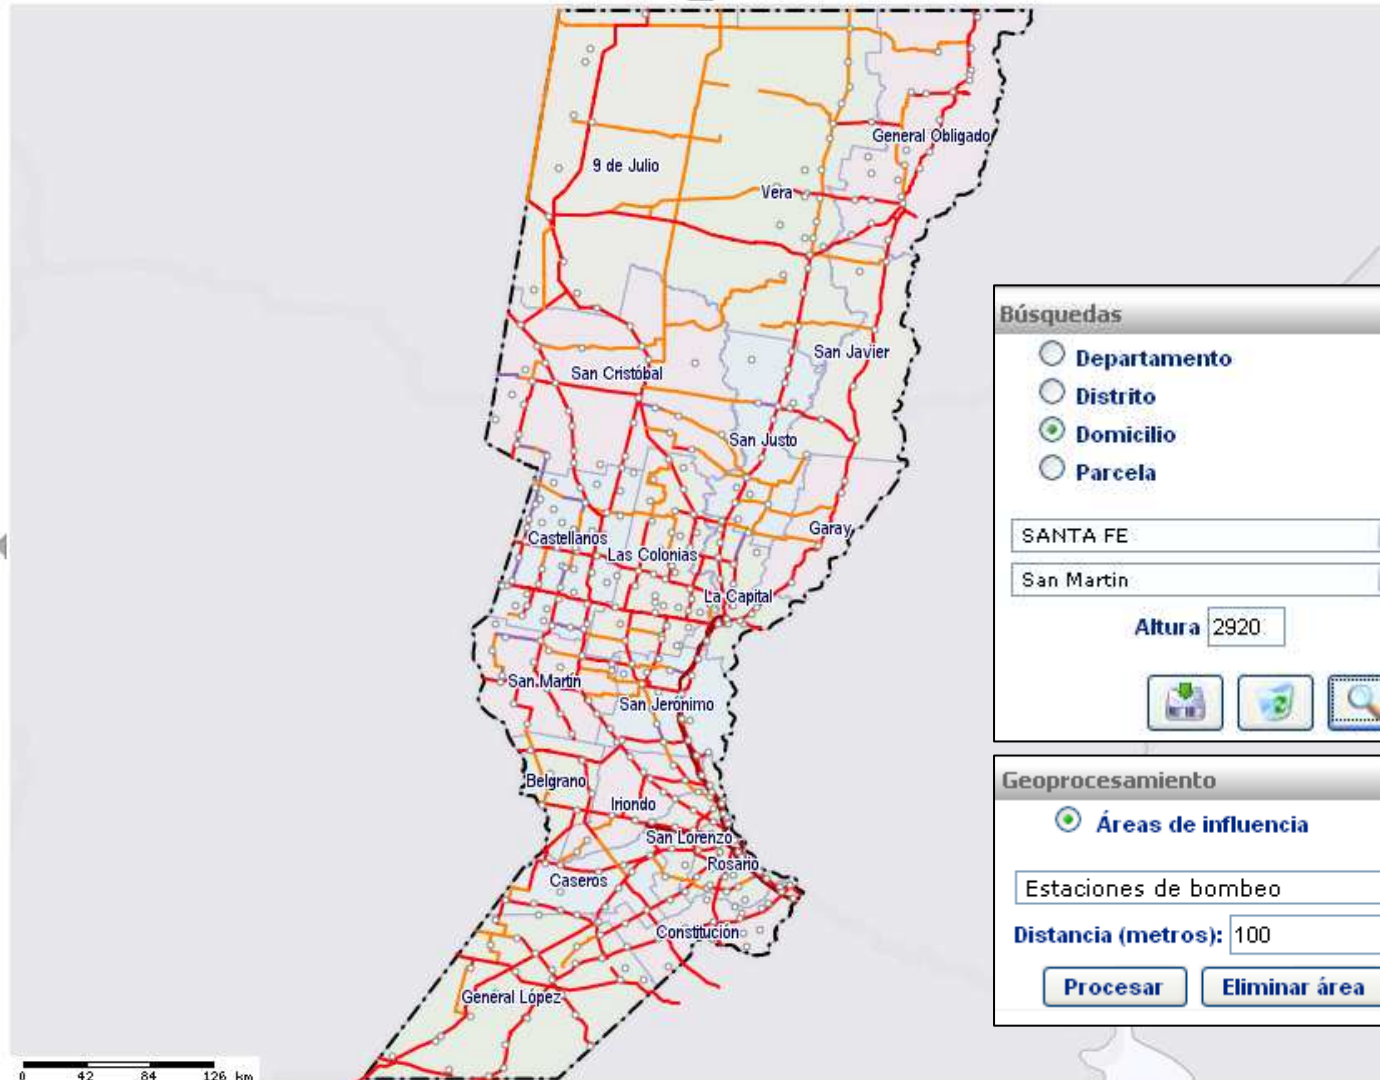 General Obligado
9 de Julio
Vera
San Javier
San Cristóbal
San Justo
Garay
Castellanos
Las Colonias
La Capital
San Martín
San Jerónimo
Belgrano
Iriondo
San Lorenzo
Rosario
Caseros
Constitución
General López
0 42 84 126 km
Búsquedas
Departamento
Distrito
Domicilio
Parcela
SANTA FE
San Martin
Altura 2920
Geoprocesamiento
Áreas de influencia
Estaciones de bombeo
Distancia (metros): 100
Procesar Eliminar área